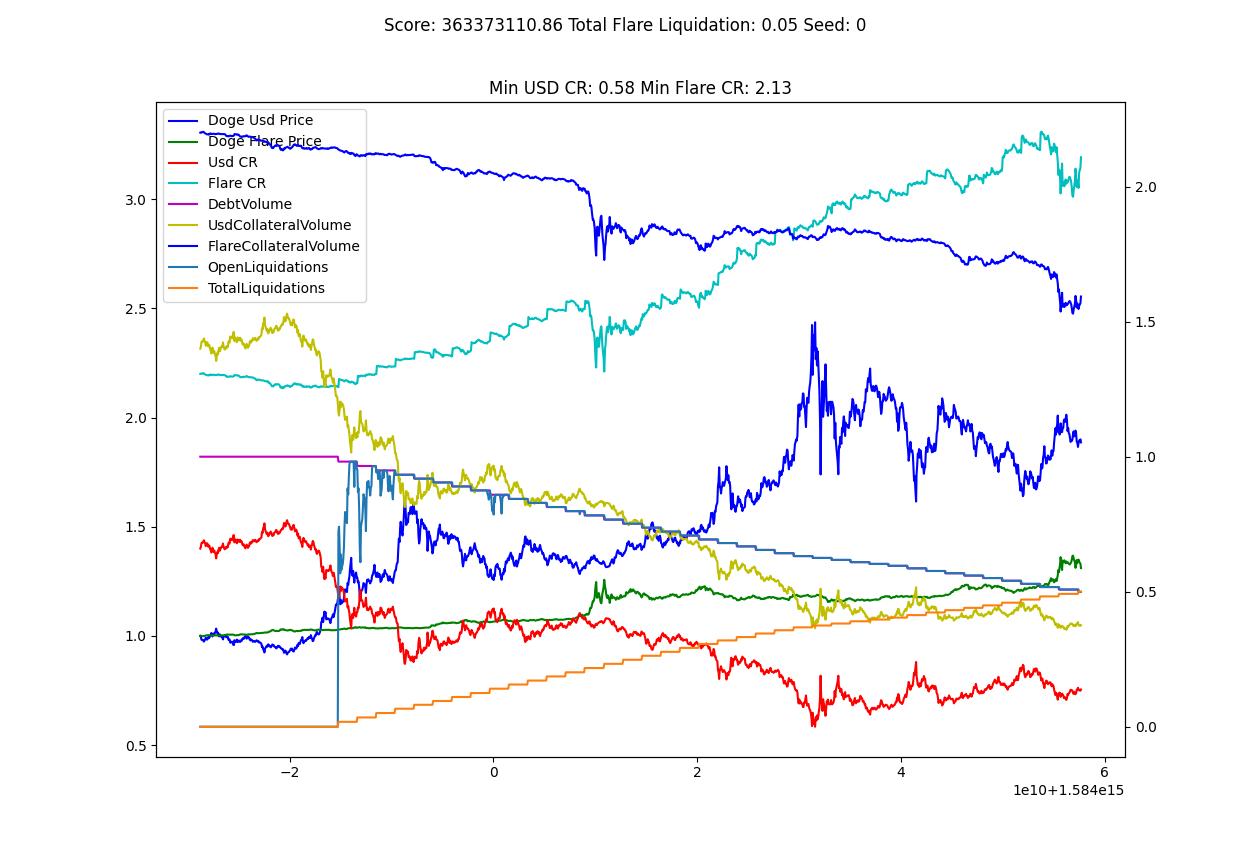 Score: 363373110.86 Total Flare Liquidation: 0.05 Seed: 0
Min USD CR: 0.58 Min Flare CR: 2.13
Doge Usd Price
Doge Flare Price
Usd CR
Flare CR
DebtVolume
UsdCollateralVolume
FlareCollateralVolume
OpenLiquidations
TotalLiquidations
3.0
2.5
2.0
1.5
1.0
0.5
2.0
1.5
1.0
0.5
0.0
−2
0
2
4
6
1e10+1.584e15